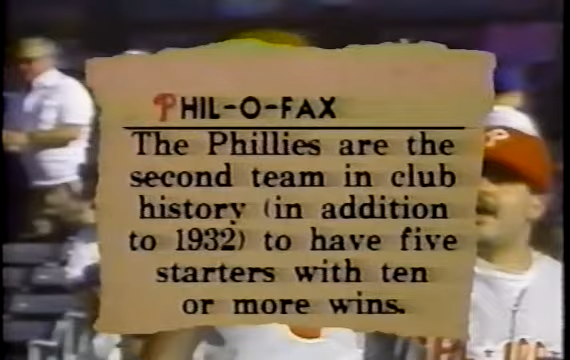 PHIL-O-FAX
The Phillies are the
second team in club
history (in addition
to 1932) to have five
starters with ten
or more wins.
P